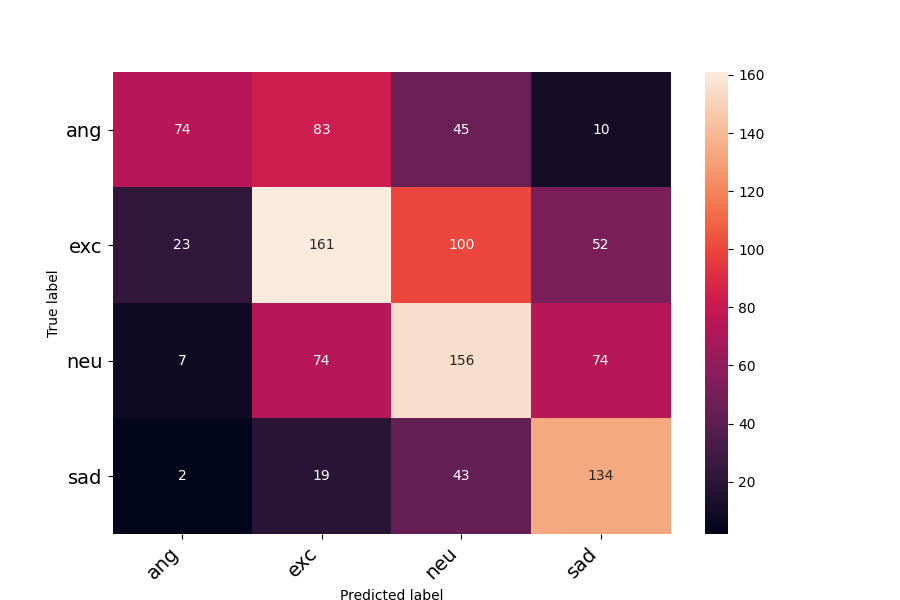 160
ang 74 83 45 10
140
120
exc 23 161 100 52
100
True label
80
neu 7 74 156 74
60
40
sad 2 19 43 134
20
ang exc neu sad
Predicted label